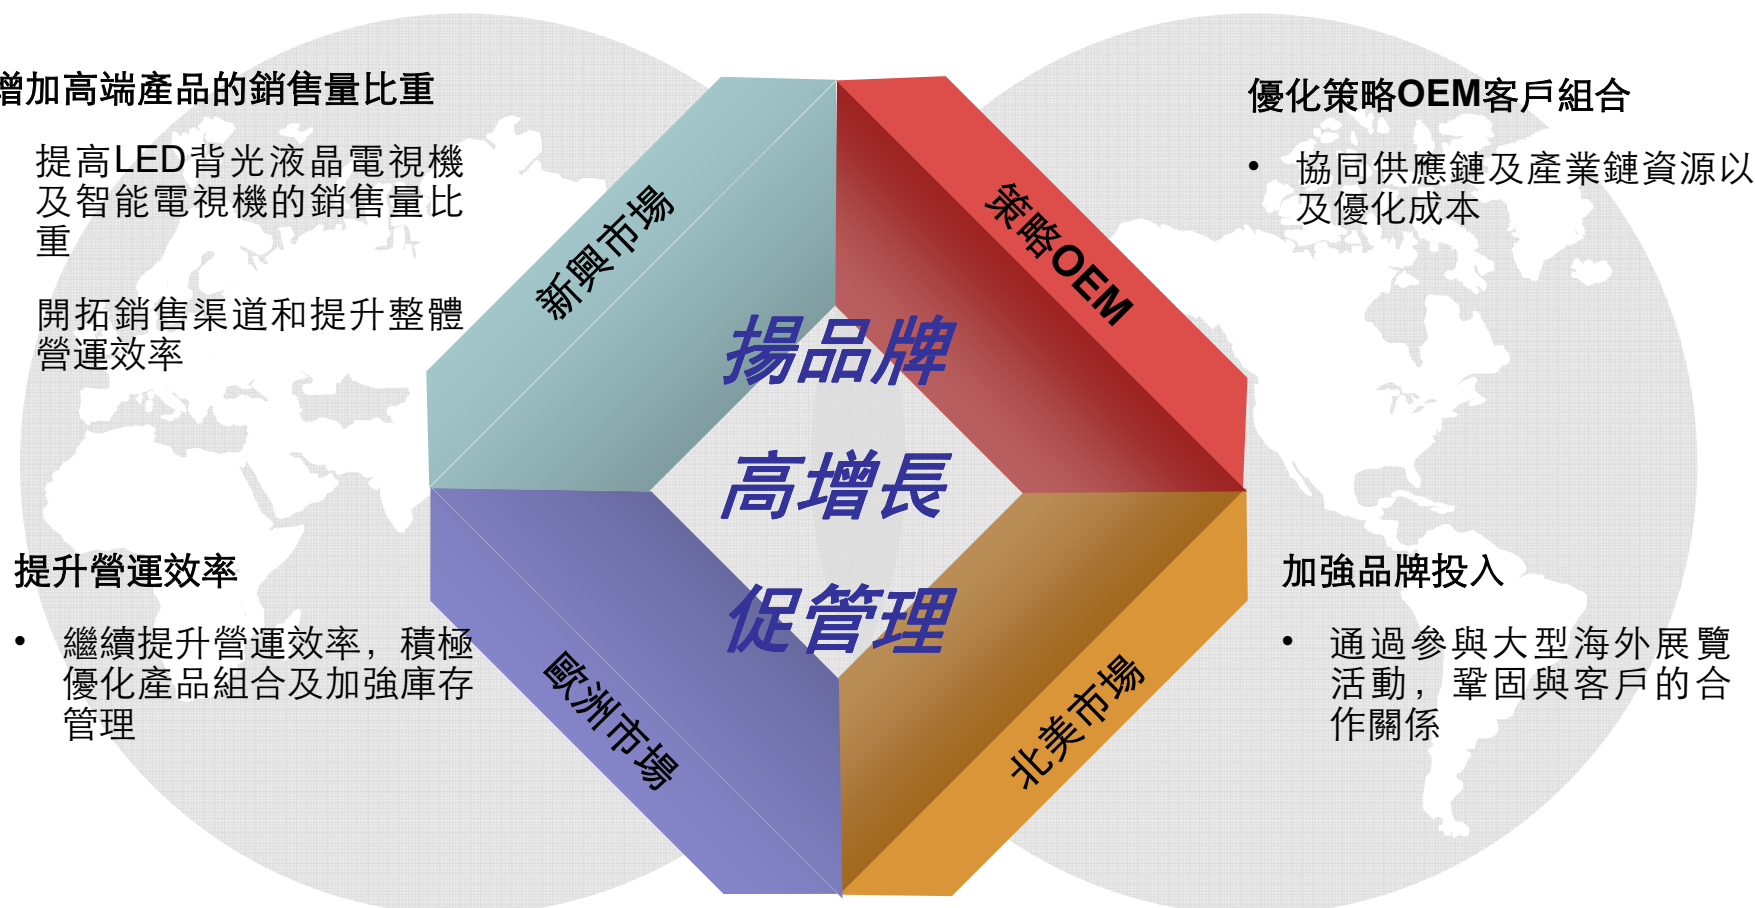 增加高端產品的銷售量比重
提高LED背光液晶電視機
及智能電視機的銷售量比
重
開拓銷售渠道和提升整體
營運效率
新興市場
策略OEM
優化策略OEM客戶組合
• 協同供應鏈及產業鏈資源以
及優化成本
揚品牌
高增長
促管理
提升營運效率
• 繼續提升營運效率，積極
優化產品組合及加強庫存
管理
歐洲市場
北美市場
加強品牌投入
• 通過參與大型海外展覽
活動，鞏固與客戶的合
作關係